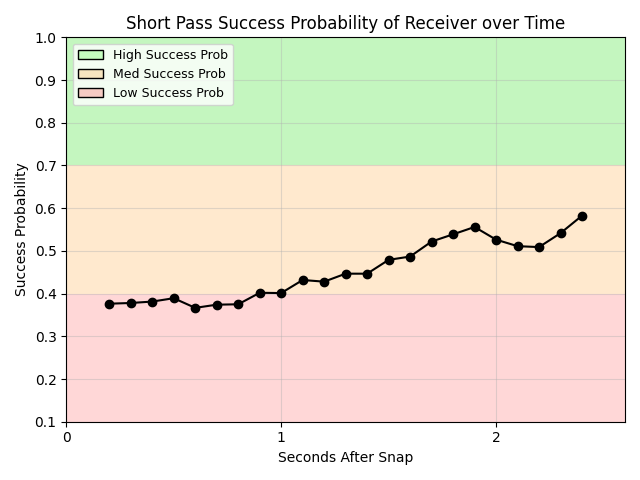 Short Pass Success Probability of Receiver over Time
High Success Prob
Med Success Prob
Low Success Prob
Success Probability
1.0
0.9
0.8
0.7
0.6
0.5
0.4
0.3
0.2
0.1
0
1
2
Seconds After Snap